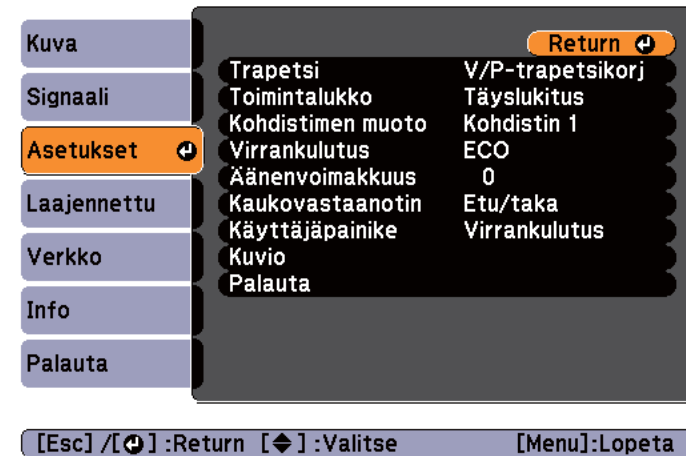 Kuva
Signaali
Asetukset
Laajennettu
Verkko
Info
Palauta
Return
Trapetsi V/P-trapetsikorj
Toimintalukko Täyslukitus
Kohdistimen muoto Kohdistin 1
Virrankulutus ECO
Äänenvoimakkuus 0
Kaukovastaanotin Etu/taka
Käyttäjäpainike Virrankulutus
Kuvio
Palauta
[Esc] /[⏎] :Return [◆] :Valitse [Menu]:Lopeta